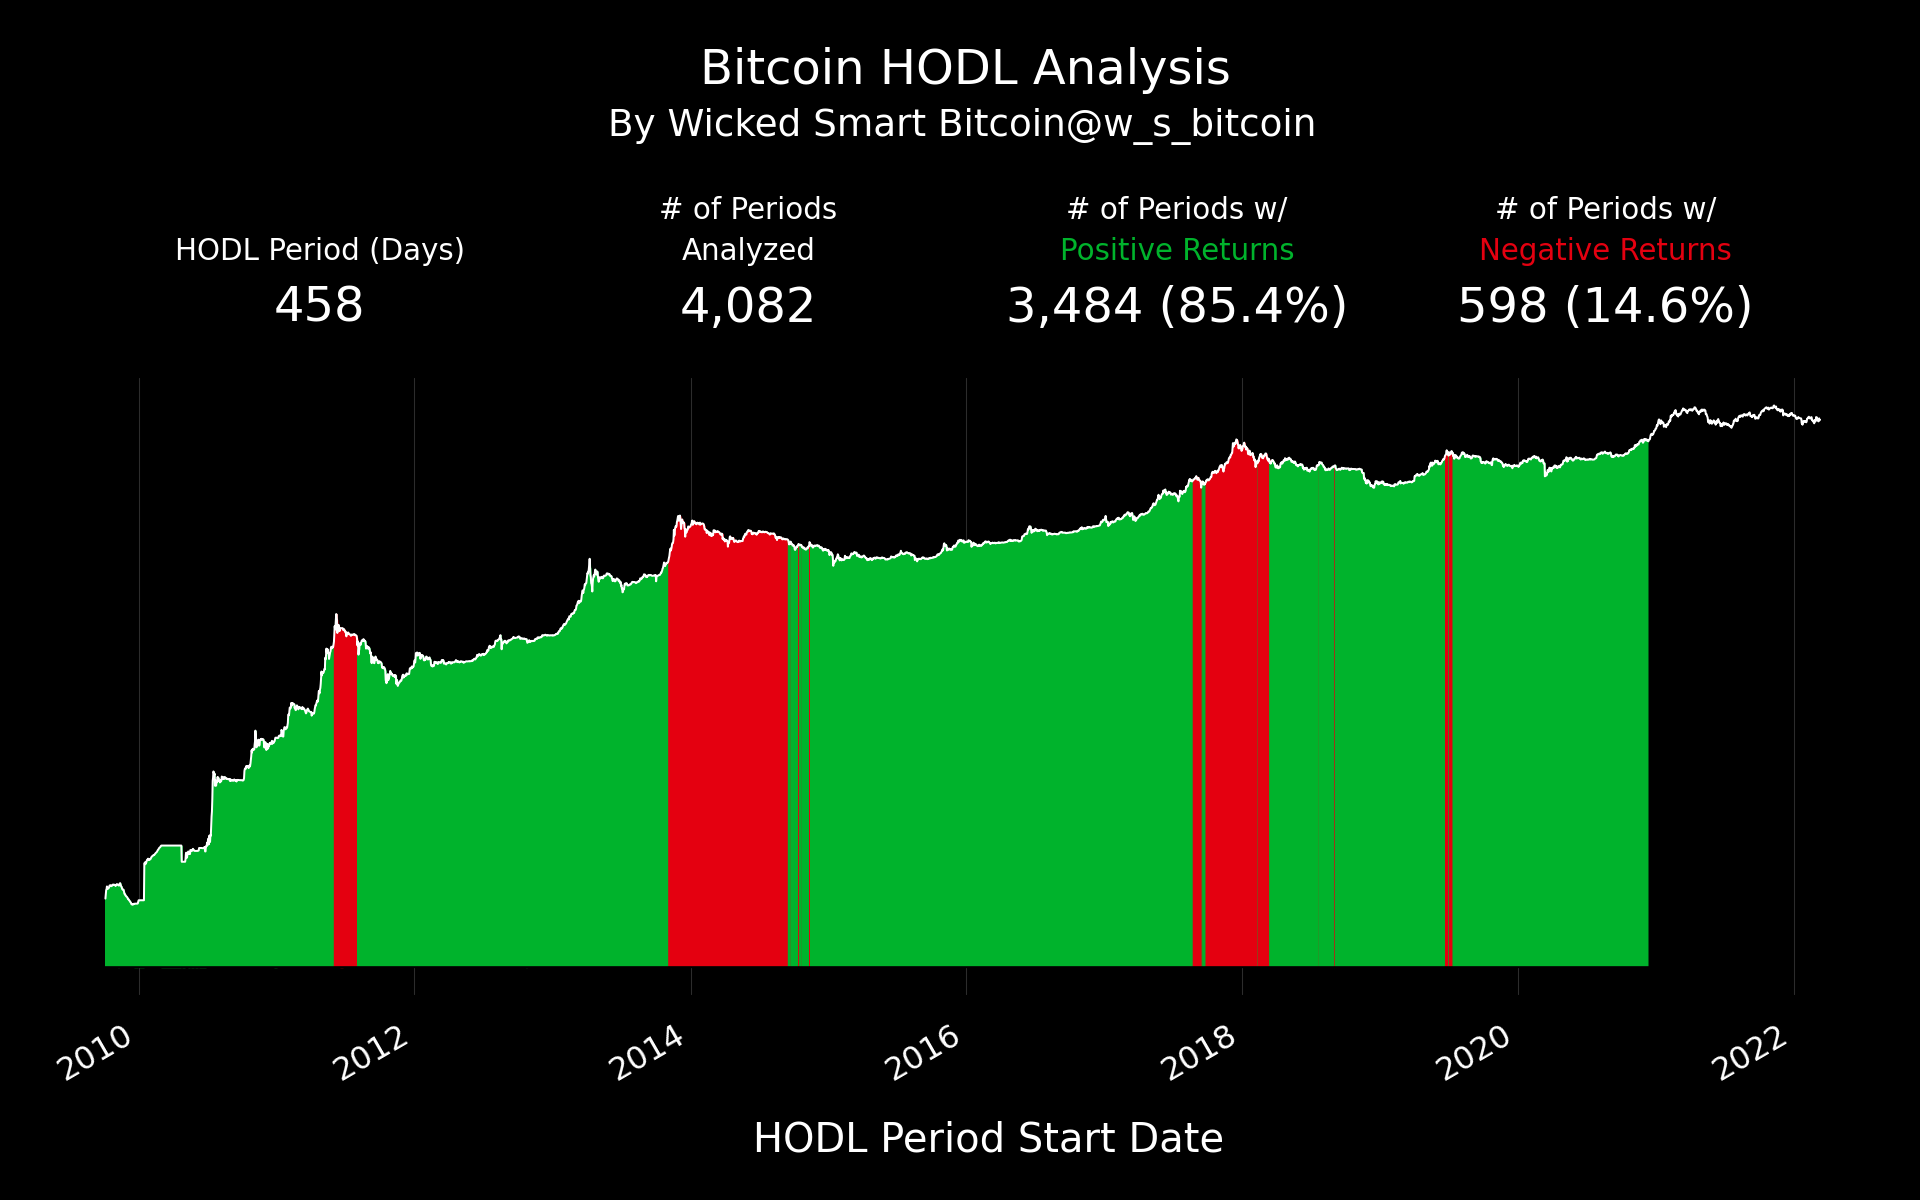 Bitcoin HODL Analysis
By Wicked Smart Bitcoin@w_s_bitcoin
HODL Period (Days)
458
# of Periods
Analyzed
4,082
# of Periods w/
Positive Returns
3,484 (85.4%)
# of Periods w/
Negative Returns
598 (14.6%)
2010
2012
2014
2016
2018
2020
2022
HODL Period Start Date